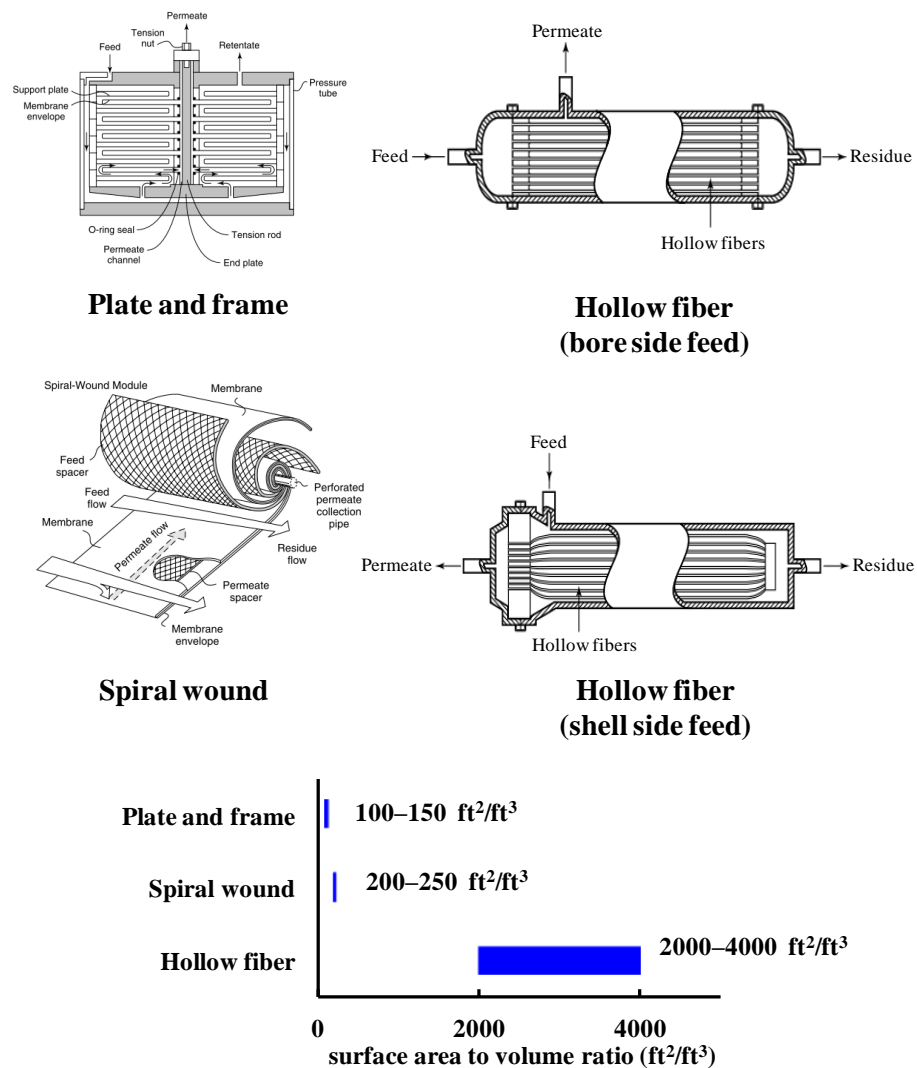 Permeate
Tension
nut
Feed
Retentate
Support plate
Membrane
envelope
Pressure
tube
O-ring seal
Tension rod
Permeate
channel
End plate
Plate and frame
Permeate
Feed
Residue
Hollow fibers
Hollow fiber
(bore side feed)
Spiral-Wound Module
Membrane
Feed
spacer
Feed
flow
Membrane
Permeate flow
Perforated
permeate
collection
pipe
Residue
flow
Permeate
spacer
Membrane
envelope
Spiral wound
Feed
Permeate
Residue
Hollow fibers
Hollow fiber
(shell side feed)
Plate and frame
100–150 ft²/ft³
Spiral wound
200–250 ft²/ft³
Hollow fiber
2000–4000 ft²/ft³
0 2000 4000
surface area to volume ratio (ft²/ft³)